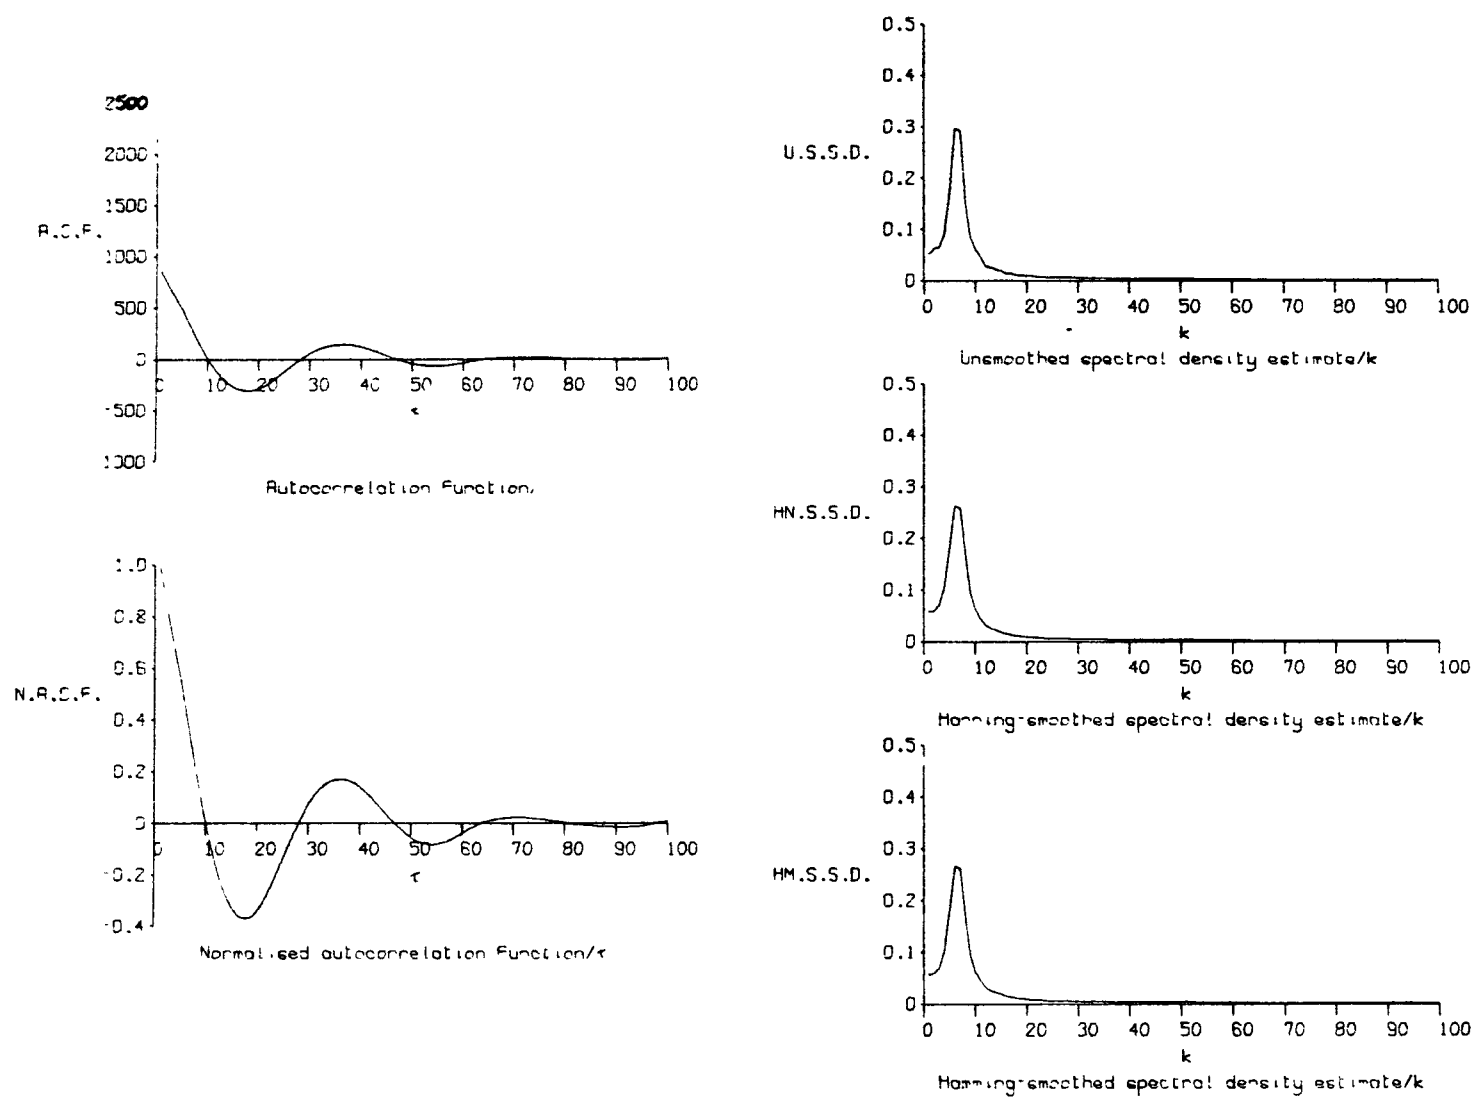 2500
2000
1500
A.C.F.
1000
500
0
0 10 20 30 40 50 60 70 80 90 100
τ
-500
1000
Autocorrelation Function/
1.0
0.8
0.6
N.A.C.F.
0.4
0.2
0
0 10 20 30 40 50 60 70 80 90 100
τ
-0.2
-0.4
Normalised autocorrelation Function/τ
0.5
0.4
0.3
U.S.S.D.
0.2
0.1
0
0 10 20 30 40 50 60 70 80 90 100
k
Unsmoothed spectral density estimate/k
0.5
0.4
0.3
HN.S.S.D.
0.2
0.1
0
0 10 20 30 40 50 60 70 80 90 100
k
Hanning-smoothed spectral density estimate/k
0.5
0.4
0.3
HM.S.S.D.
0.2
0.1
0
0 10 20 30 40 50 60 70 80 90 100
k
Hamming-smoothed spectral density estimate/k